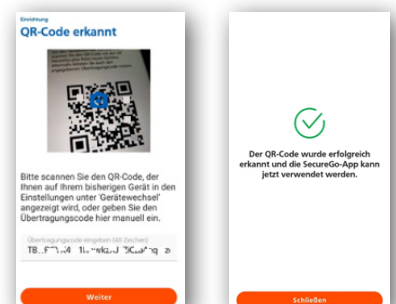 Einrichtung
QR-Code erkannt
Bitte scannen Sie den QR-Code, der
Ihnen auf Ihrem bisherigen Gerät in den
Einstellungen unter 'Gerätewechsel'
angezeigt wird, oder geben Sie den
Übertragungscode hier manuell ein.
Übertragungscode eingeben (48 Zeichen)
Weiter
Der QR-Code wurde erfolgreich
erkannt und die SecureGo-App kann
jetzt verwendet werden.
Schließen